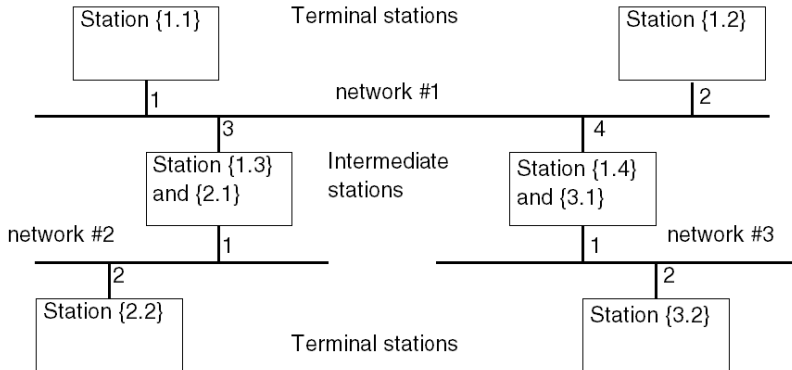 Station {1.1}
Terminal stations
Station {1.2}
1
network #1
2
3
4
Station {1.3}
and {2.1}
Intermediate
stations
Station {1.4}
and {3.1}
network #2
1
1
network #3
2
2
Station {2.2}
Station {3.2}
Terminal stations